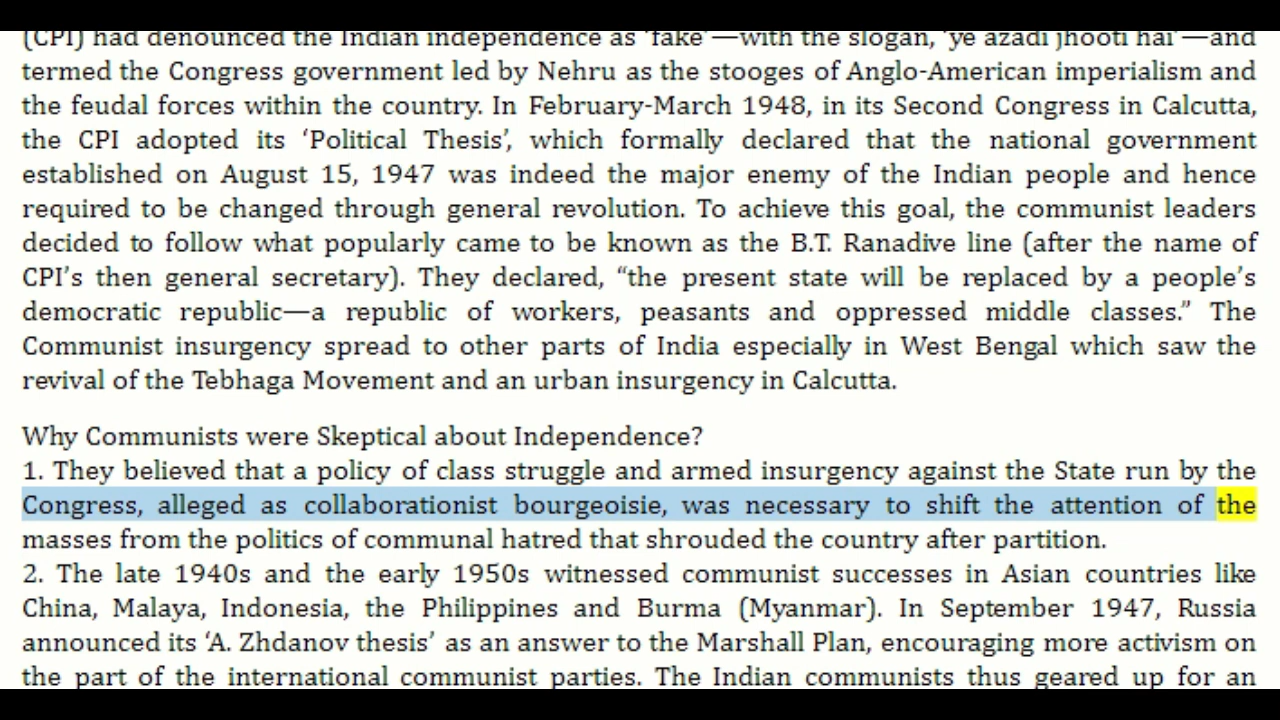 (CPI) had denounced the Indian independence as ‘fake’—with the slogan, ‘ye azadi jhooti hai’—and
termed the Congress government led by Nehru as the stooges of Anglo-American imperialism and
the feudal forces within the country. In February-March 1948, in its Second Congress in Calcutta,
the CPI adopted its ‘Political Thesis’, which formally declared that the national government
established on August 15, 1947 was indeed the major enemy of the Indian people and hence
required to be changed through general revolution. To achieve this goal, the communist leaders
decided to follow what popularly came to be known as the B.T. Ranadive line (after the name of
CPI’s then general secretary). They declared, “the present state will be replaced by a people’s
democratic republic—a republic of workers, peasants and oppressed middle classes.” The
Communist insurgency spread to other parts of India especially in West Bengal which saw the
revival of the Tebhaga Movement and an urban insurgency in Calcutta.
Why Communists were Skeptical about Independence?
1. They believed that a policy of class struggle and armed insurgency against the State run by the
Congress, alleged as collaborationist bourgeoisie, was necessary to shift the attention of the
masses from the politics of communal hatred that shrouded the country after partition.
2. The late 1940s and the early 1950s witnessed communist successes in Asian countries like
China, Malaya, Indonesia, the Philippines and Burma (Myanmar). In September 1947, Russia
announced its ‘A. Zhdanov thesis’ as an answer to the Marshall Plan, encouraging more activism on
the part of the international communist parties. The Indian communists thus geared up for an